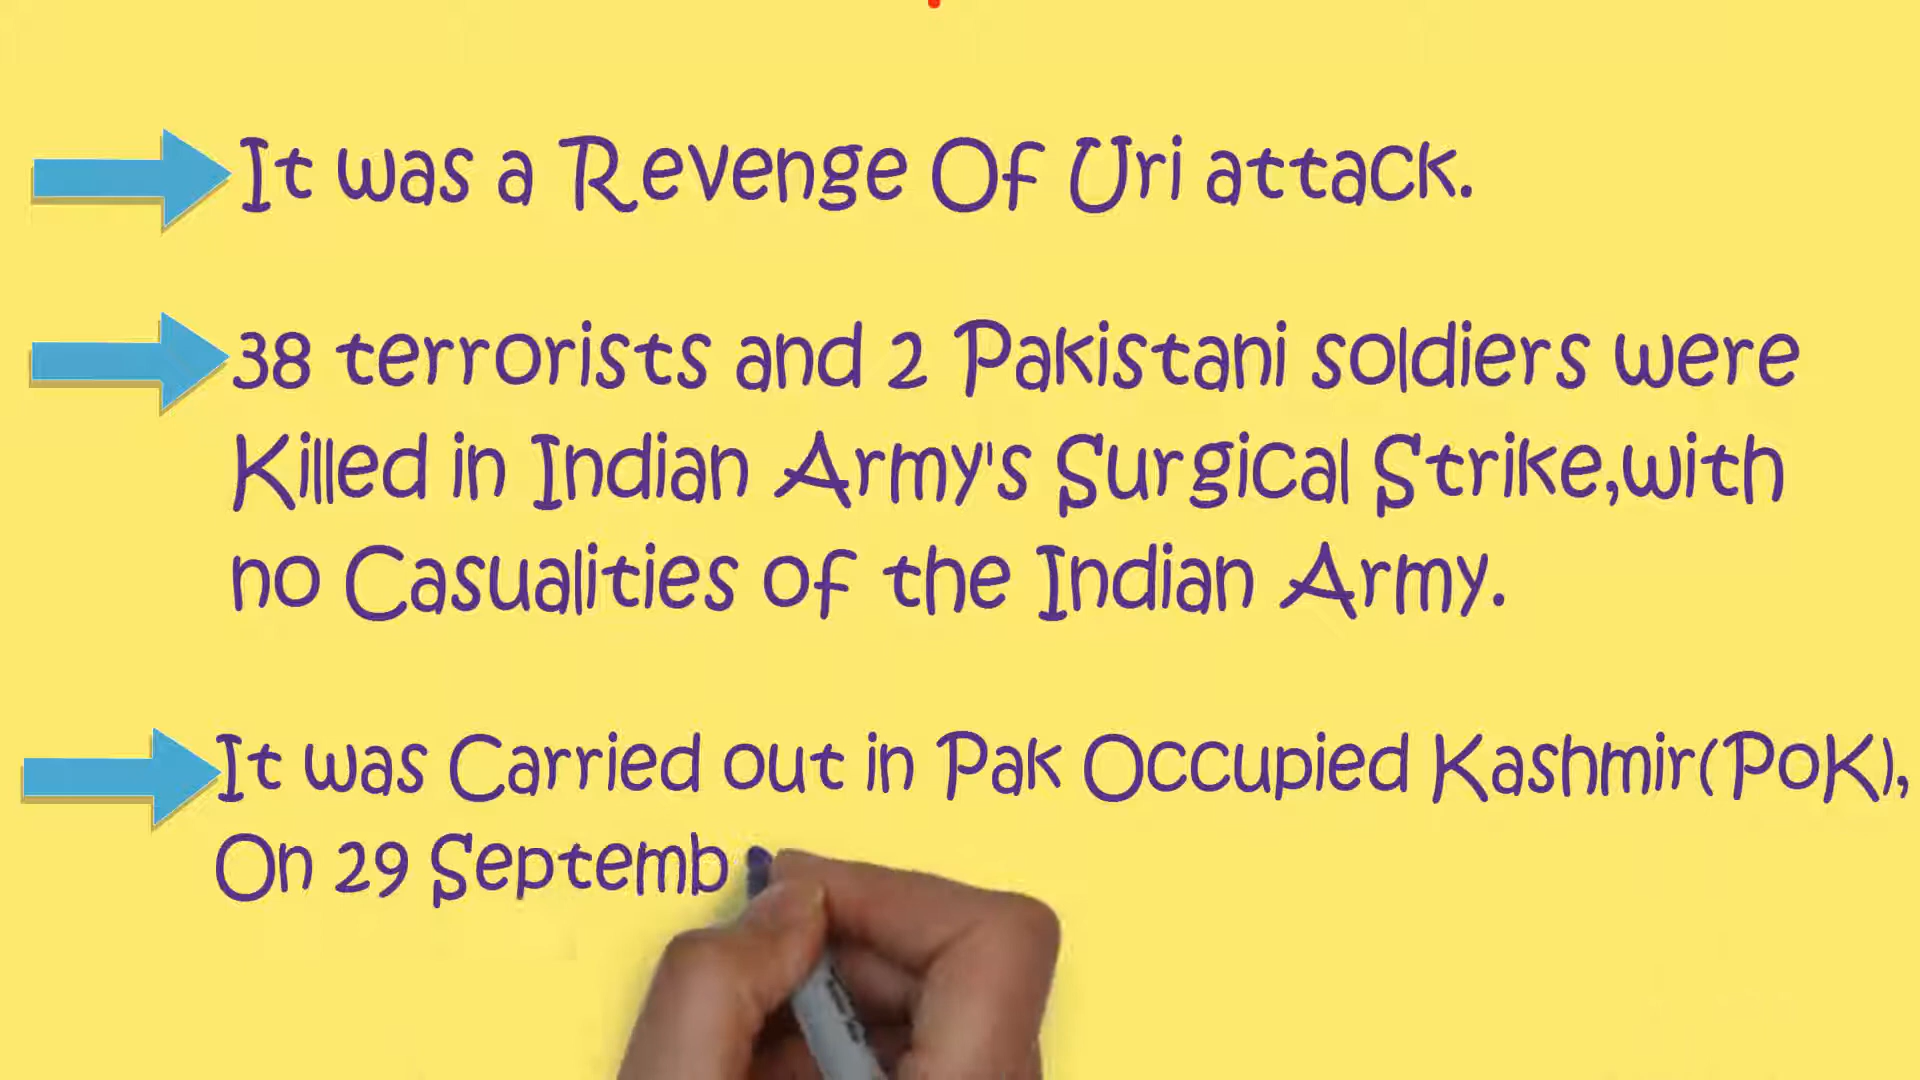 It was a Revenge Of Uri attack.
38 terrorists and 2 Pakistani soldiers were
Killed in Indian Army's Surgical Strike,with
no Casualities of the Indian Army.
It was Carried out in Pak Occupied Kashmir(PoK),
On 29 Septemb